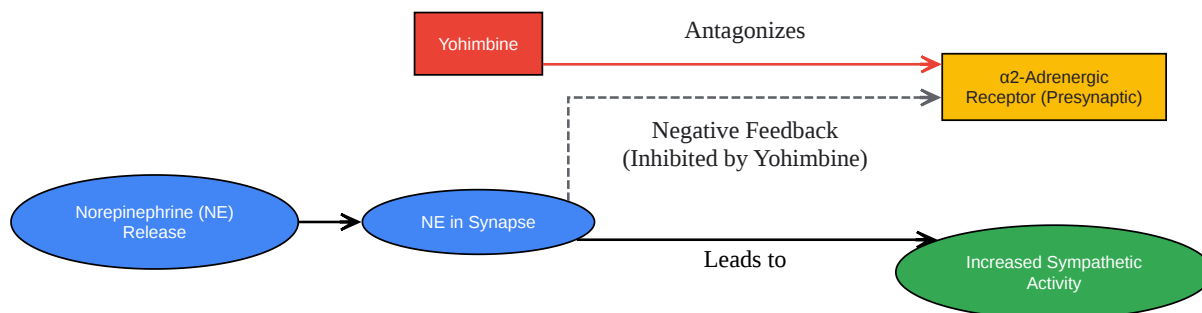 Antagonizes
Yohimbine
α2-Adrenergic
Receptor (Presynaptic)
Negative Feedback
(Inhibited by Yohimbine)
Norepinephrine (NE)
Release
NE in Synapse
Leads to
Increased Sympathetic
Activity